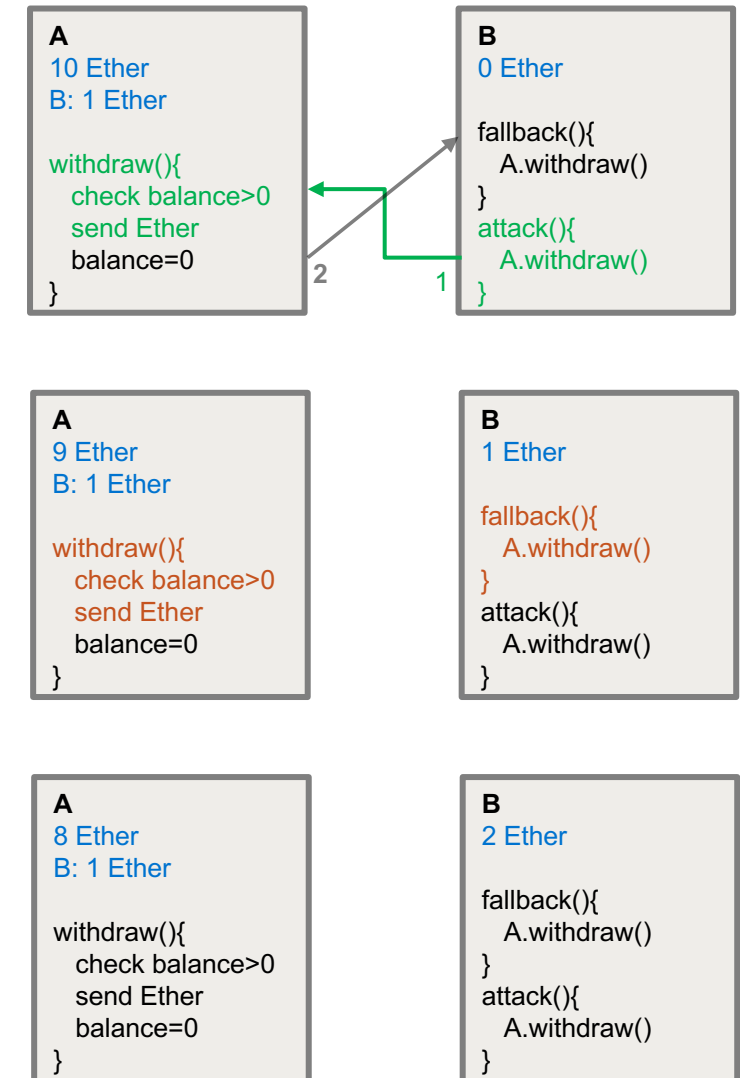 A
10 Ether
B: 1 Ether
withdraw(){
check balance>0
send Ether
balance=0
}
2
1
B
0 Ether
fallback(){
A.withdraw()
}
attack(){
A.withdraw()
}
A
9 Ether
B: 1 Ether
withdraw(){
check balance>0
send Ether
balance=0
}
B
1 Ether
fallback(){
A.withdraw()
}
attack(){
A.withdraw()
}
A
8 Ether
B: 1 Ether
withdraw(){
check balance>0
send Ether
balance=0
}
B
2 Ether
fallback(){
A.withdraw()
}
attack(){
A.withdraw()
}